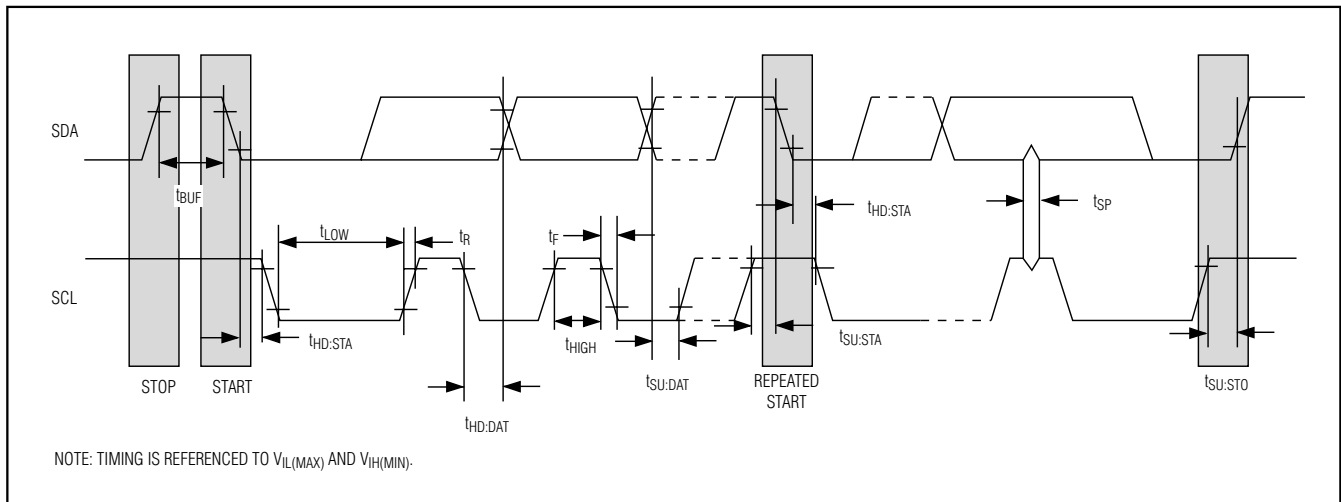 SDA
tBUF
tHD:STA
tSP
tLOW
tR
tF
SCL
tHD:STA
tHIGH
tSU:STA
tSU:DAT
STOP
START
REPEATED
START
tSU:STO
tHD:DAT
NOTE: TIMING IS REFERENCED TO VIL(MAX) AND VIH(MIN).